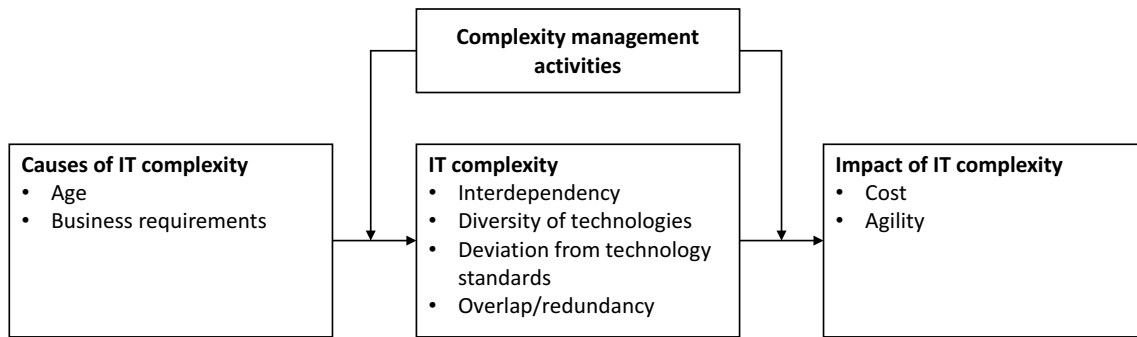 Complexity management
activities
Causes of IT complexity
• Age
• Business requirements
IT complexity
• Interdependency
• Diversity of technologies
• Deviation from technology
standards
• Overlap/redundancy
Impact of IT complexity
• Cost
• Agility